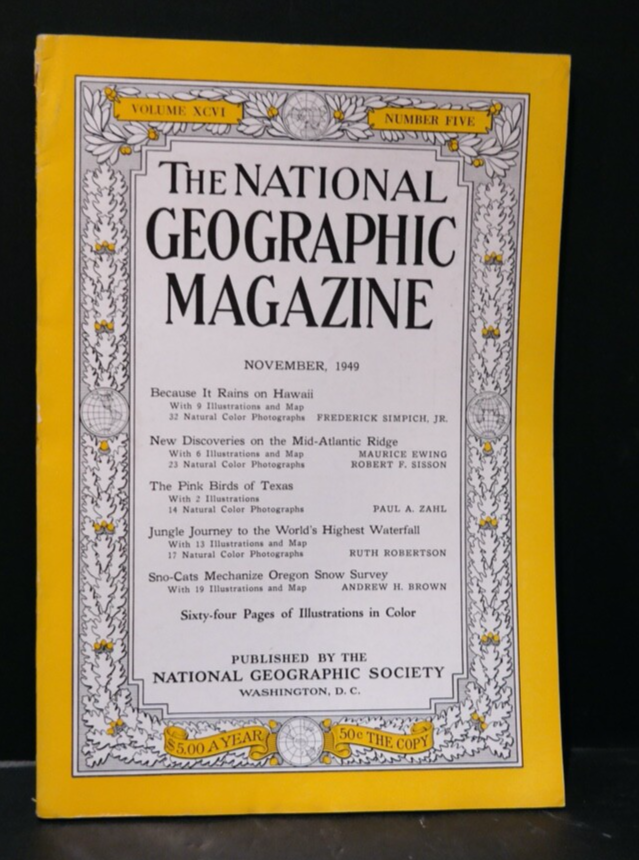 VOLUME XCVI
NUMBER FIVE
THE NATIONAL
GEOGRAPHIC
MAGAZINE
NOVEMBER, 1949
Because It Rains on Hawaii
With 9 Illustrations and Map
32 Natural Color Photographs FREDERICK SIMPICH, JR.
New Discoveries on the Mid-Atlantic Ridge
With 6 Illustrations and Map MAURICE EWING
23 Natural Color Photographs ROBERT F. SISSON
The Pink Birds of Texas
With 2 Illustrations
14 Natural Color Photographs PAUL A. ZAHL
Jungle Journey to the World's Highest Waterfall
With 13 Illustrations and Map
17 Natural Color Photographs RUTH ROBERTSON
Sno-Cats Mechanize Oregon Snow Survey
With 19 Illustrations and Map ANDREW H. BROWN
Sixty-four Pages of Illustrations in Color
PUBLISHED BY THE
NATIONAL GEOGRAPHIC SOCIETY
WASHINGTON, D. C.
$5.00 A YEAR
50c THE COPY